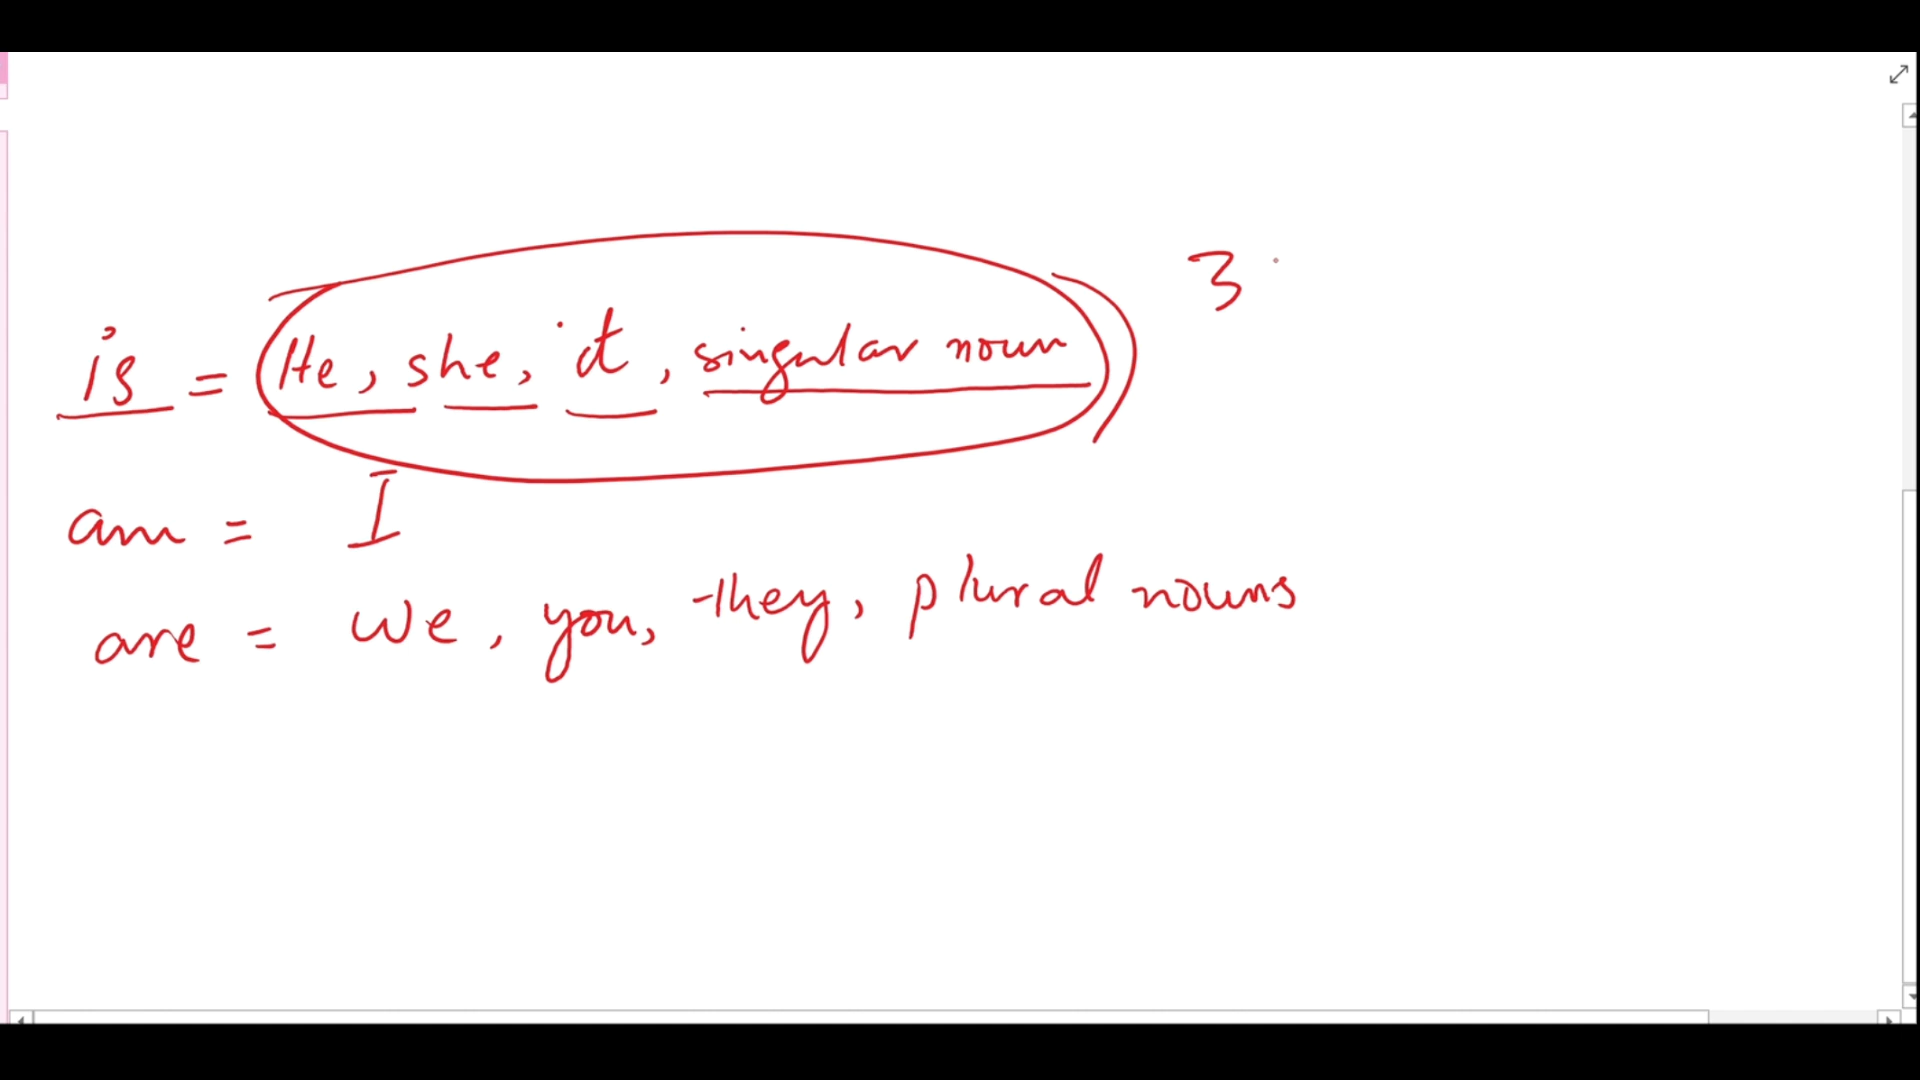 is = He, she, it, singular noun 3
am = I
are = we, you, they, plural nouns